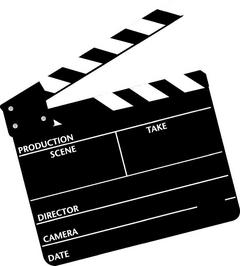 PRODUCTION
SCENE TAKE
DIRECTOR
CAMERA
DATE